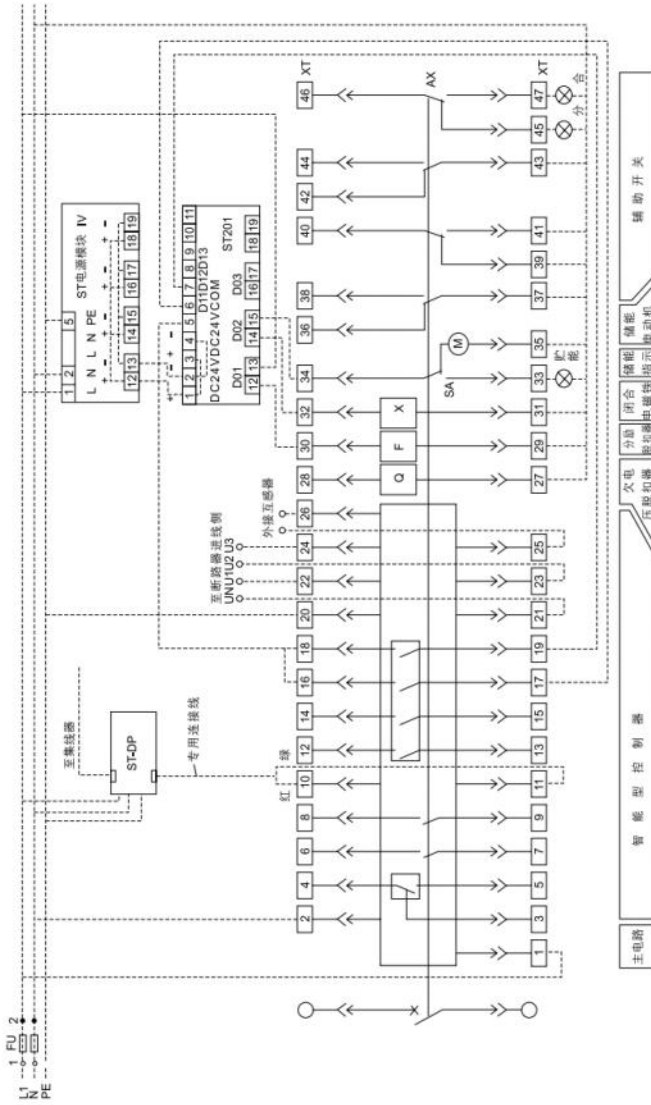 L1
N
PE
1 FU 2
至集线器
ST-DP
专用连接线
红 绿
ST电源模块 IV
1 2 5
L N L N PE
+ - + - + - + -
12 13 14 15 16 17 18 19
1 2 3 4 5 6 7 8 9 10 11
+ - + -
D11D12D13
DC24VDC24VCOM
ST201
D01 D02 D03
12 13 14 15 16 17 18 19
至断路器进线侧
UNU1U2U3
外接互感器
2 4 6 8 10 12 14 16 18 20 22 24 26 28 30 32 34 36 38 40 42 44 46 XT
Q F X
SA
M
AX
1 3 5 7 9 11 13 15 17 19 21 23 25 27 29 31 33 35 37 39 41 43 45 47 XT
贮能
分
合
主电路
智能型控制器
欠电
压脱扣器
分励
脱扣器
闭合
电磁铁
储能
指示
储能
电动机
辅助开关